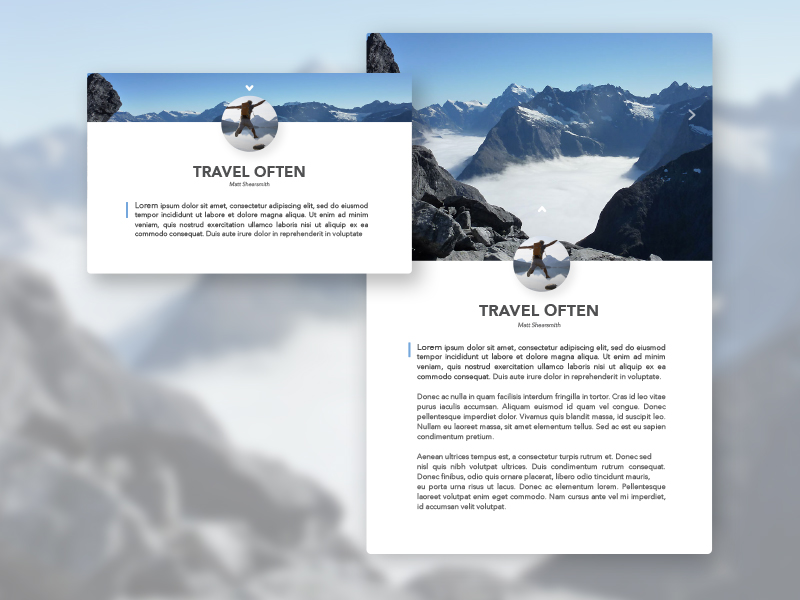 TRAVEL OFTEN
Matt Shearsmith
Lorem ipsum dolor sit amet, consectetur adipiscing elit, sed do eiusmod
tempor incididunt ut labore et dolore magna aliqua. Ut enim ad minim
veniam, quis nostrud exercitation ullamco laboris nisi ut aliquip ex ea
commodo consequat. Duis aute irure dolor in reprehenderit in voluptate
TRAVEL OFTEN
Matt Shearsmith
Lorem ipsum dolor sit amet, consectetur adipiscing elit, sed do eiusmod
tempor incididunt ut labore et dolore magna aliqua. Ut enim ad minim
veniam, quis nostrud exercitation ullamco laboris nisi ut aliquip ex ea
commodo consequat. Duis aute irure dolor in reprehenderit in voluptate.
Donec ac nulla in quam facilisis interdum fringilla in tortor. Cras id leo vitae
purus iaculis accumsan. Aliquam euismod id quam vel congue. Donec
pellentesque imperdiet dolor. Vivamus quis blandit massa, id suscipit leo.
Nullam eu laoreet massa, sit amet elementum tellus. Sed ac est eu sapien
condimentum pretium.
Aenean ultrices tempus est, a consectetur turpis rutrum et. Donec sed
nisl quis nibh volutpat ultrices. Duis condimentum rutrum consequat.
Donec finibus, odio quis ornare placerat, libero odio tincidunt mauris,
eu porta urna risus ut lacus. Donec ac elementum lorem. Pellentesque
laoreet volutpat enim eget commodo. Nam cursus ante vel mi imperdiet,
id accumsan velit volutpat.